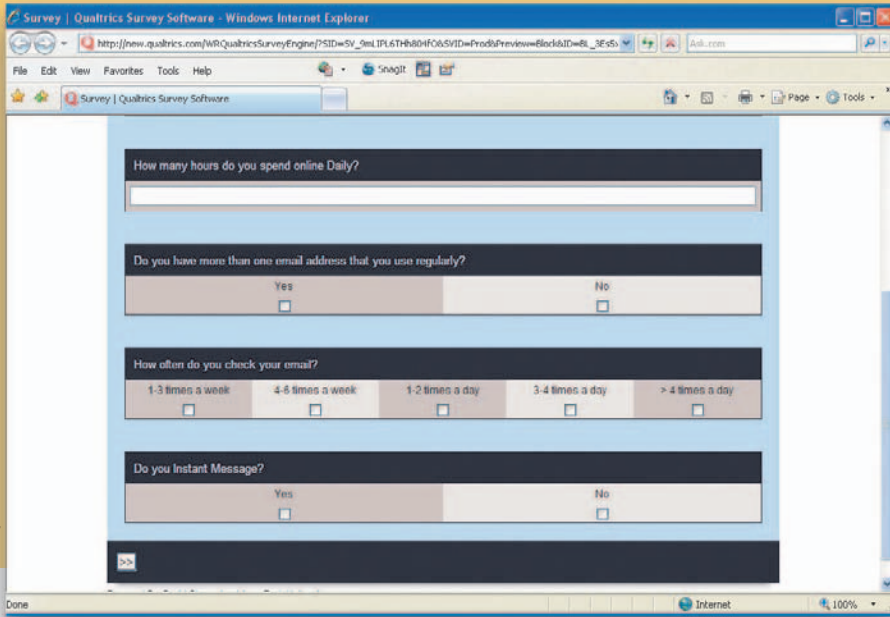 Survey | Qualtrics Survey Software - Windows Internet Explorer
Ask.com
File Edit View Favorites Tools Help
SnagIt
Survey | Qualtrics Survey Software
Page Tools
How many hours do you spend online Daily?
Do you have more than one email address that you use regularly?
Yes No
How often do you check your email?
1-3 times a week 4-6 times a week 1-2 times a day 3-4 times a day > 4 times a day
Do you Instant Message?
Yes No
>>
Done Internet 100%